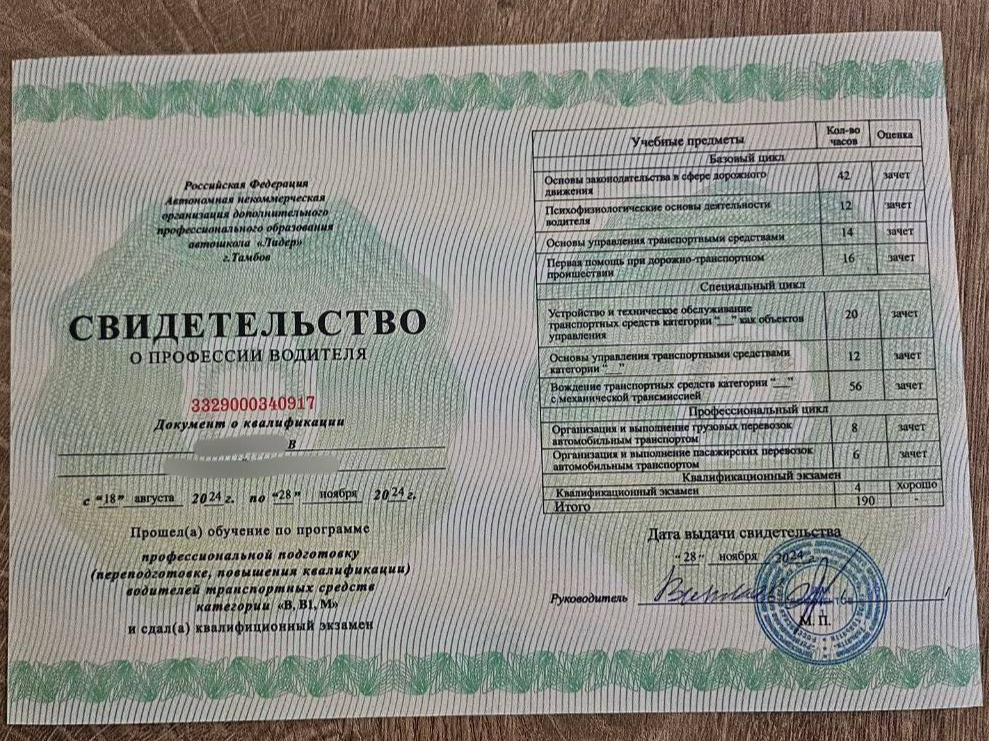 Российская Федерация
Автономная некоммерческая
организация дополнительного
профессионального образования
автошкола «Лидер»
г.Тамбов
СВИДЕТЕЛЬСТВО
О ПРОФЕССИИ ВОДИТЕЛЯ
3329000340917
Документ о квалификации
В
с “18” августа 2024 г. по “28” ноября 2024 г.
Прошел(а) обучение по программе
профессиональной подготовку
(переподготовке, повышения квалификации)
водителей транспортных средств
категории «В, В1, М»
и сдал(а) квалифиционный экзамен
Учебные предметы Кол-во часов Оценка
Базовый цикл
Основы законодательства в сфере дорожного
движения 42 зачет
Психофизиологические основы деятельности
водителя 12 зачет
Основы управления транспортными средствами 14 зачет
Первая помощь при дорожно-транспортном
происшествии 16 зачет
Специальный цикл
Устройство и техническое обслуживание
транспортных средств категории “__” как объектов
управления 20 зачет
Основы управления транспортными средствами
категории “__” 12 зачет
Вождение транспортных средств категории “__”
с механической трансмиссией 56 зачет
Профессиональный цикл
Организация и выполнение грузовых перевозок
автомобильным транспортом 8 зачет
Организация и выполнение пассажирских перевозок
автомобильным транспортом 6 зачет
Квалификационный экзамен
Квалификационный экзамен 4 хорошо
Итого 190 -
Дата выдачи свидетельства
“28” ноября 2024 г.
Руководитель
М. П.